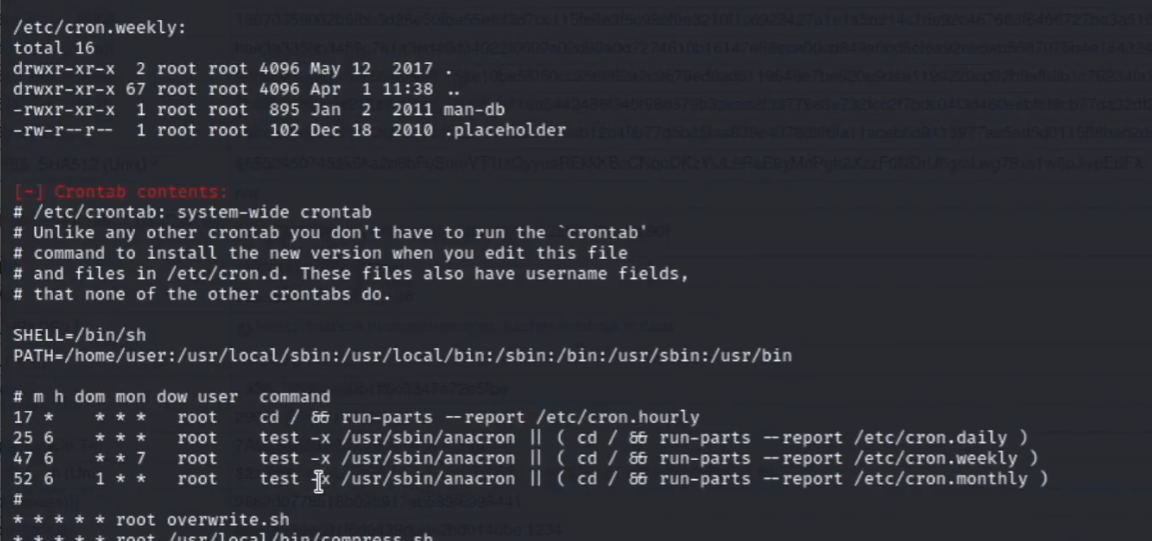 /etc/cron.weekly:
total 16
drwxr-xr-x  2 root root 4096 May 12  2017 .
drwxr-xr-x 67 root root 4096 Apr  1 11:38 ..
-rwxr-xr-x  1 root root  895 Jan  2  2011 man-db
-rw-r--r--  1 root root  102 Dec 18  2010 .placeholder
[-] Crontab contents:
# /etc/crontab: system-wide crontab
# Unlike any other crontab you don't have to run the `crontab'
# command to install the new version when you edit this file
# and files in /etc/cron.d. These files also have username fields,
# that none of the other crontabs do.
SHELL=/bin/sh
PATH=/home/user:/usr/local/sbin:/usr/local/bin:/sbin:/bin:/usr/sbin:/usr/bin
# m h dom mon dow user  command
17 *    * * *   root    cd / && run-parts --report /etc/cron.hourly
25 6    * * *   root    test -x /usr/sbin/anacron || ( cd / && run-parts --report /etc/cron.daily )
47 6    * * 7   root    test -x /usr/sbin/anacron || ( cd / && run-parts --report /etc/cron.weekly )
52 6    1 * *   root    test -x /usr/sbin/anacron || ( cd / && run-parts --report /etc/cron.monthly )
#
* * * * * root overwrite.sh
* * * * * root /usr/local/bin/compress.sh